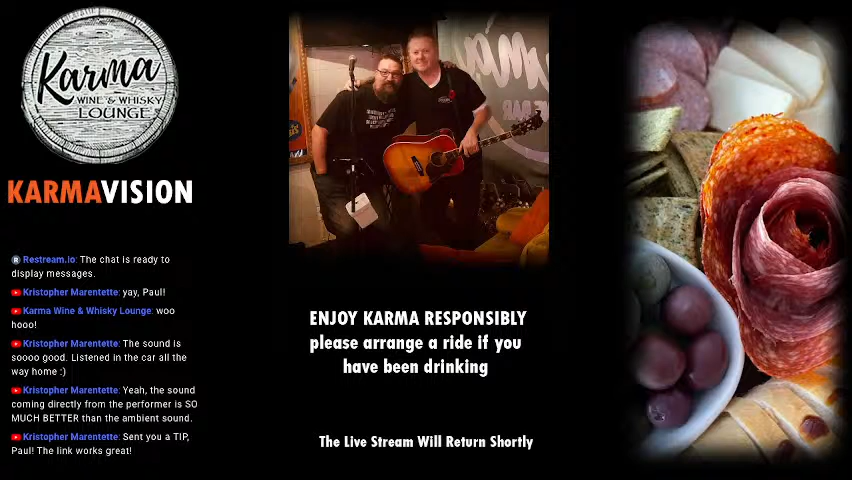 Karma
WINE & WHISKY
LOUNGE
KARMAVISION
Restream.io: The chat is ready to
display messages.
Kristopher Marentette: yay, Paul!
Karma Wine & Whisky Lounge: woo
hooo!
Kristopher Marentette: The sound is
soooo good. Listened in the car all the
way home :)
Kristopher Marentette: Yeah, the sound
coming directly from the performer is SO
MUCH BETTER than the ambient sound.
Kristopher Marentette: Sent you a TIP,
Paul! The link works great!
ENJOY KARMA RESPONSIBLY
please arrange a ride if you
have been drinking
The Live Stream Will Return Shortly